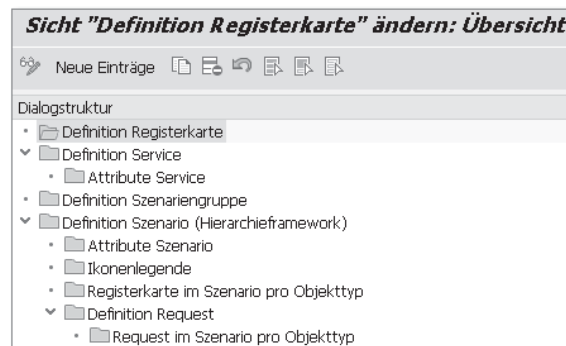 Sicht "Definition Registerkarte" ändern: Übersicht
Neue Einträge
Dialogstruktur
Definition Registerkarte
Definition Service
Attribute Service
Definition Szenariengruppe
Definition Szenario (Hierarchieframework)
Attribute Szenario
Ikonenlegende
Registerkarte im Szenario pro Objekttyp
Definition Request
Request im Szenario pro Objekttyp